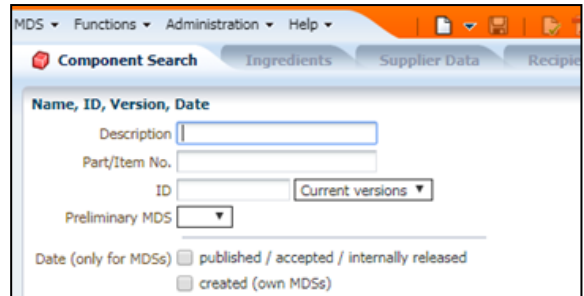 MDS Functions Administration Help
Component Search Ingredients Supplier Data Recipie
Name, ID, Version, Date
Description
Part/Item No.
ID Current versions
Preliminary MDS
Date (only for MDSs) published / accepted / internally released
created (own MDSs)